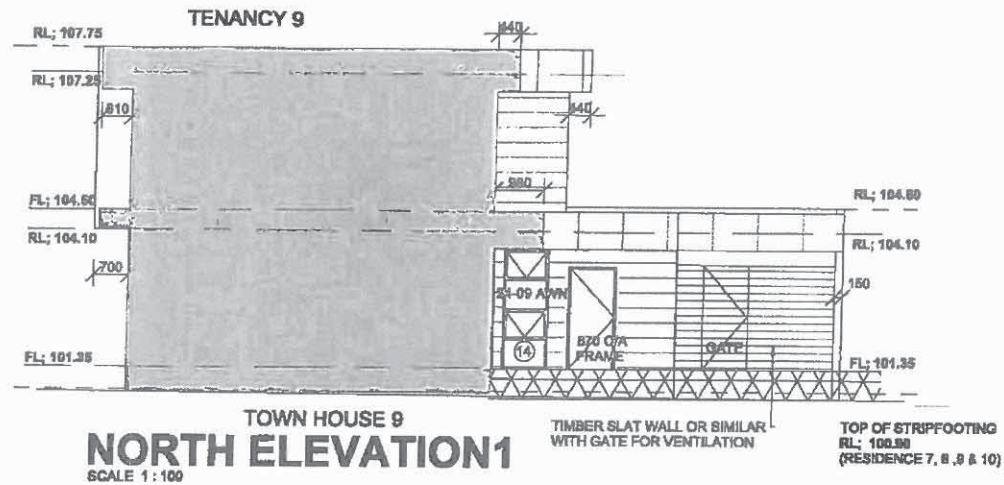 TENANCY 9
RL; 107.75
440
RL; 107.25
610
440
980
FL; 104.60
RL; 104.60
RL; 104.10
RL; 104.10
700
150
21-09 AWN
870 O/A
FRAME
GATE
14
FL; 101.35
FL; 101.35
TOWN HOUSE 9
NORTH ELEVATION1
SCALE 1 : 100
TIMBER SLAT WALL OR SIMILAR
WITH GATE FOR VENTILATION
TOP OF STRIPFOOTING
RL; 100.90
(RESIDENCE 7, 8 ,9 & 10)